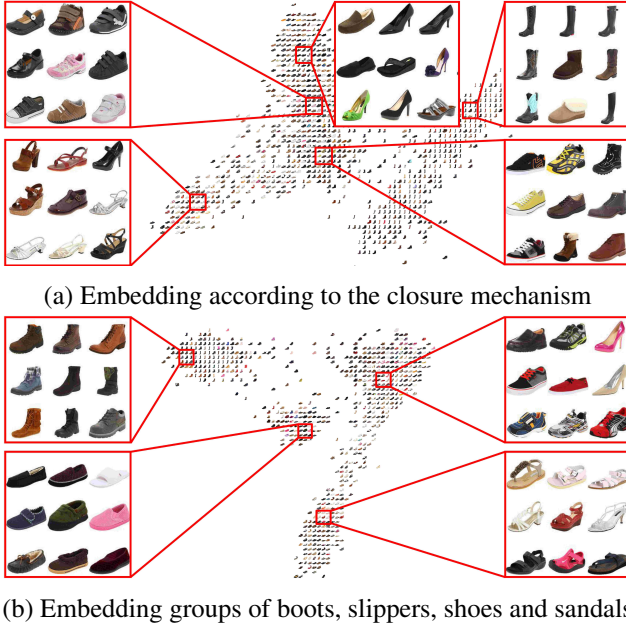 (a) Embedding according to the closure mechanism
(b) Embedding groups of boots, slippers, shoes and sandals